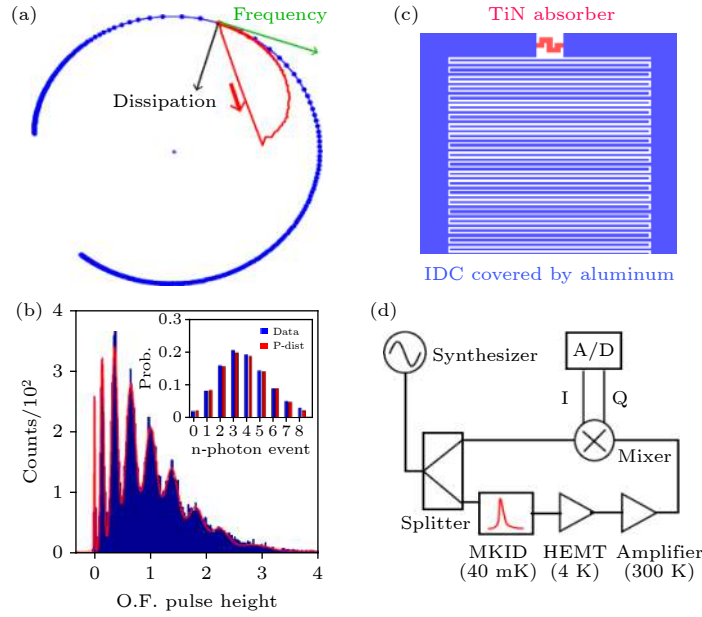 (a)
Frequency
Dissipation
(b)
Counts/10²
4
3
2
1
0
0
1
2
3
4
O.F. pulse height
Prob.
0.3
0.2
0.1
0
Data
P-dist
0 1 2 3 4 5 6 7 8
n-photon event
(c)
TiN absorber
IDC covered by aluminum
(d)
Synthesizer
A/D
I
Q
Mixer
Splitter
MKID
(40 mK)
HEMT
(4 K)
Amplifier
(300 K)